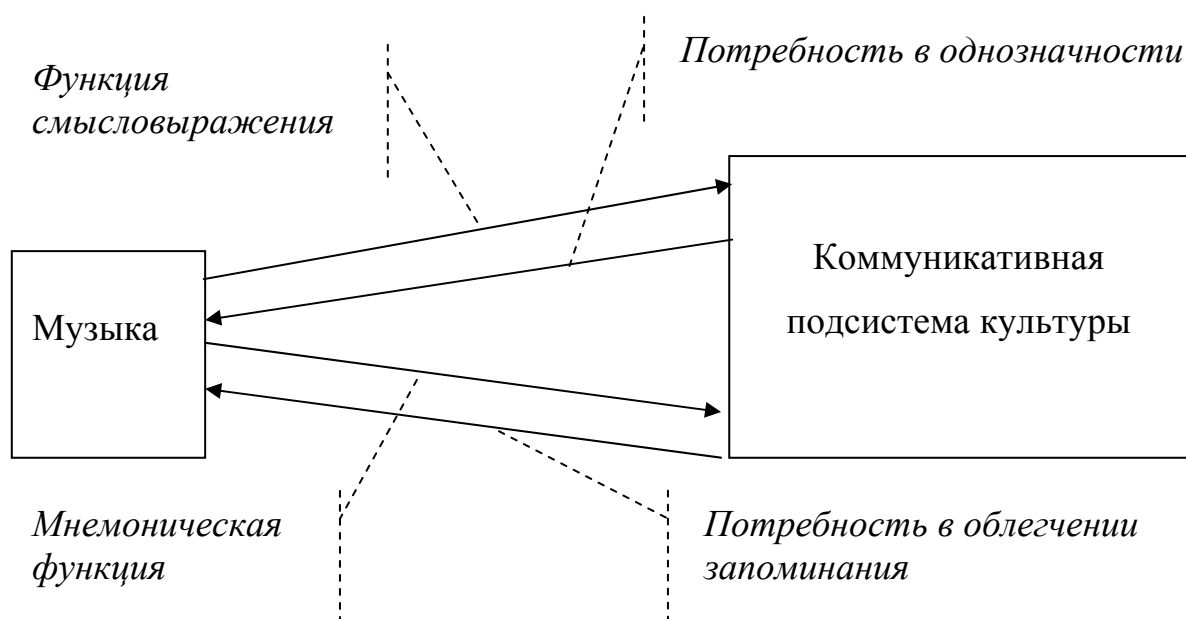 Потребность в однозначности
Функция
смысловыражения
Коммуникативная
подсистема культуры
Музыка
Мнемоническая
функция
Потребность в облегчении
запоминания